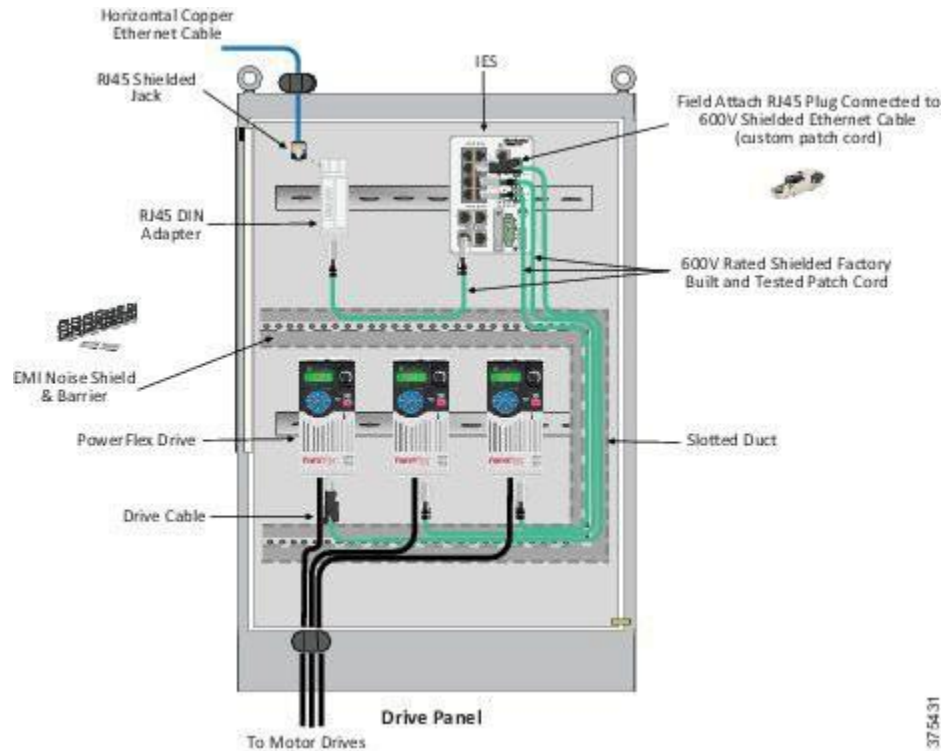 Horizontal Copper
Ethernet Cable
RJ45 Shielded
Jack
IES
Field Attach RJ45 Plug Connected to
600V Shielded Ethernet Cable
(custom patch cord)
RJ45 DIN
Adapter
600V Rated Shielded Factory
Built and Tested Patch Cord
EMI Noise Shield
& Barrier
PowerFlex Drive
Slotted Duct
Drive Cable
Drive Panel
To Motor Drives
375431